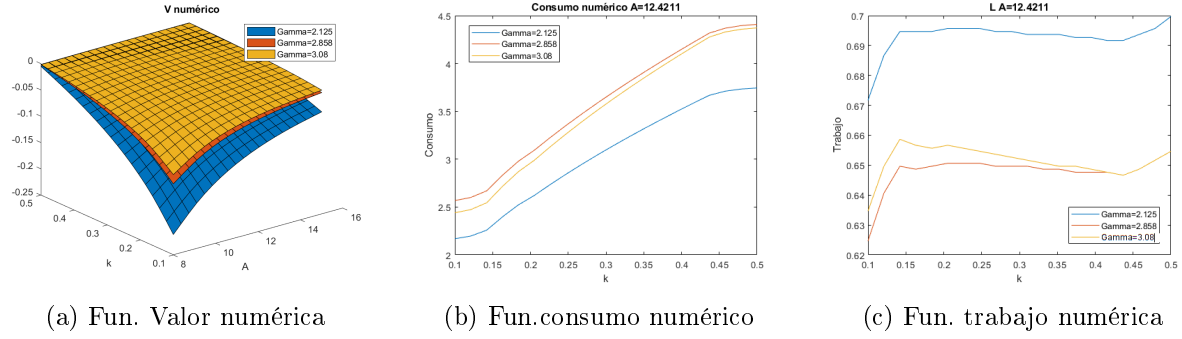 V numérico
Gamma=2.125
Gamma=2.858
Gamma=3.08
0
-0.05
-0.1
-0.15
-0.2
-0.25
0.5
0.4
0.3
0.2
0.1
k
8
10
12
14
16
A
(a) Fun. Valor numérica
Consumo numérico A=12.4211
Gamma=2.125
Gamma=2.858
Gamma=3.08
4.5
4
3.5
3
2.5
2
Consumo
0.1 0.15 0.2 0.25 0.3 0.35 0.4 0.45 0.5
k
(b) Fun.consumo numérico
L A=12.4211
0.7
0.69
0.68
0.67
0.66
0.65
0.64
0.63
0.62
Trabajo
Gamma=2.125
Gamma=2.858
Gamma=3.08
0.1 0.15 0.2 0.25 0.3 0.35 0.4 0.45 0.5
k
(c) Fun. trabajo numérica